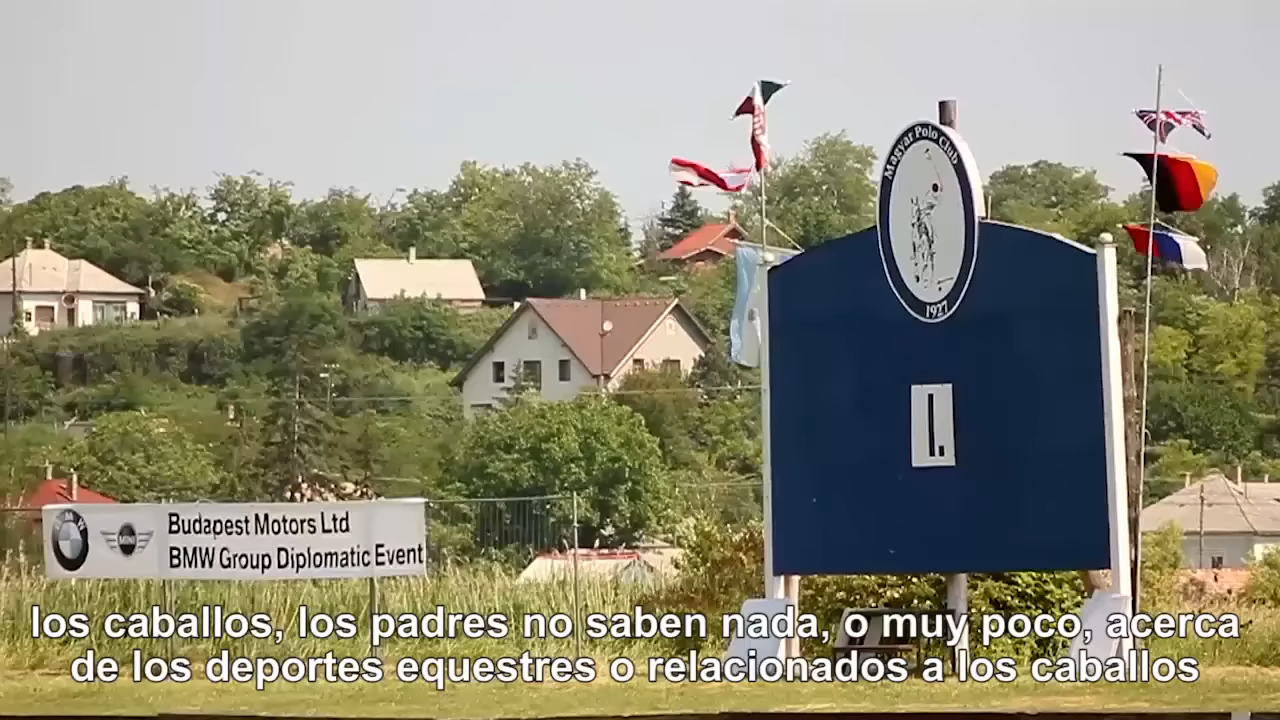 Magyar Polo Club
1927
I.
BMW
MINI
Budapest Motors Ltd
BMW Group Diplomatic Event
los caballos, los padres no saben nada, o muy poco, acerca
de los deportes equestres o relacionados a los caballos